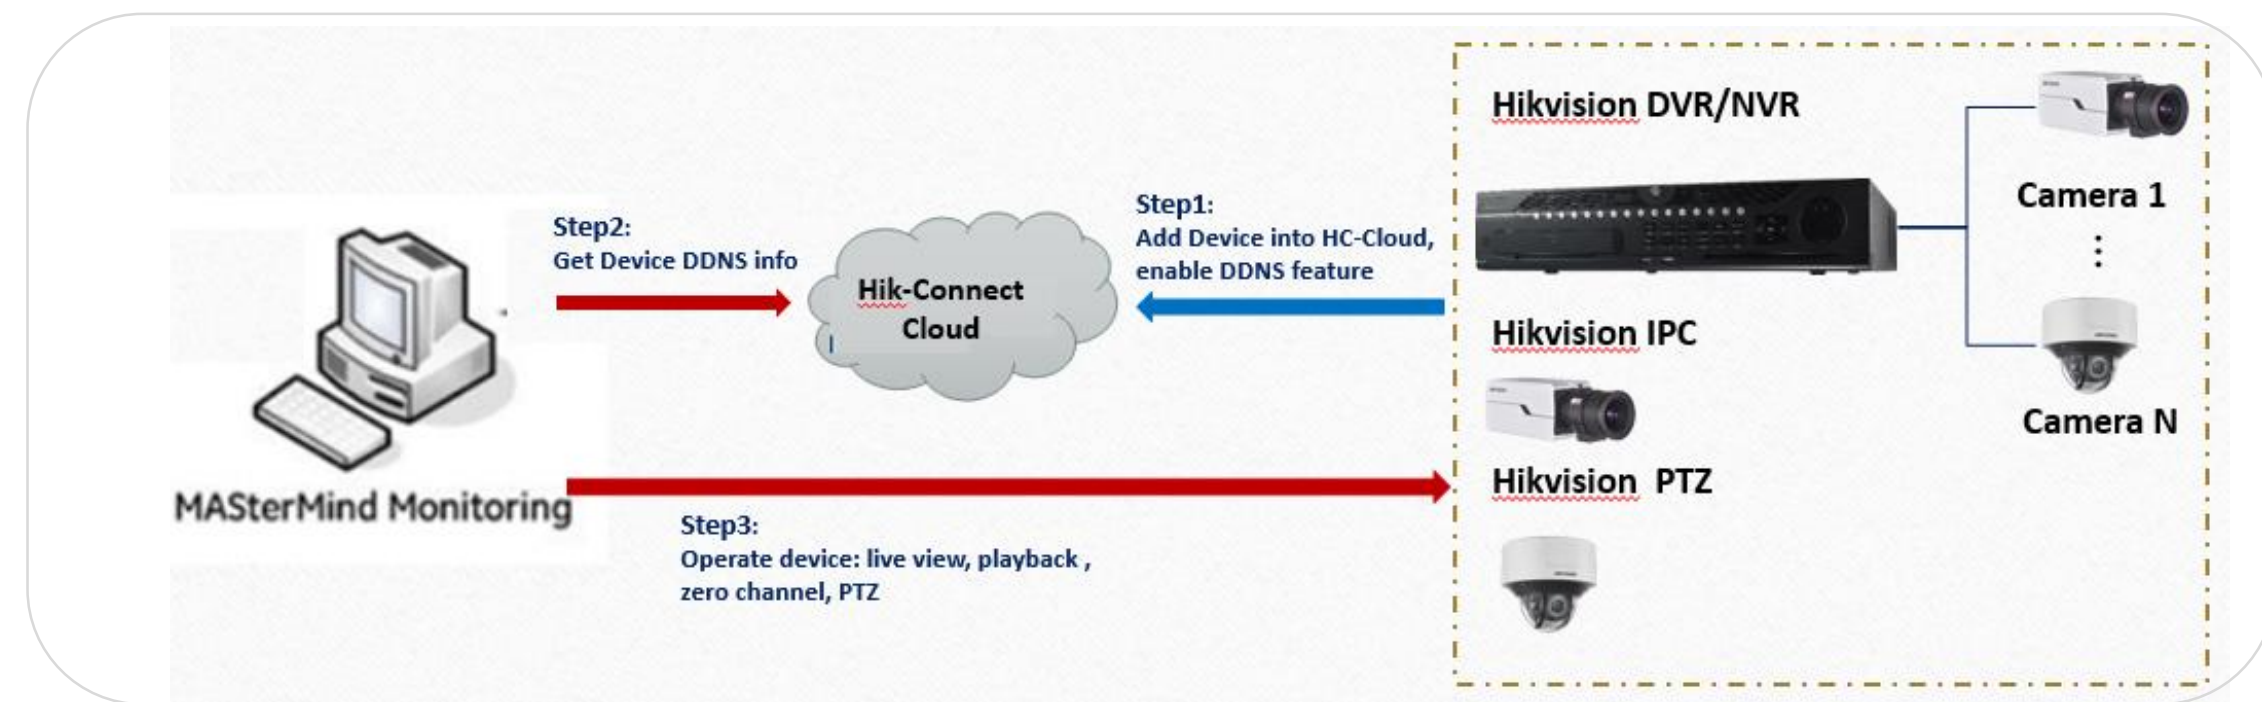 Step2:
Get Device DDNS info
Hik-Connect
Cloud
Step1:
Add Device into HC-Cloud,
enable DDNS feature
Hikvision DVR/NVR
Camera 1
Hikvision IPC
Camera N
Hikvision PTZ
MASterMind Monitoring
Step3:
Operate device: live view, playback ,
zero channel, PTZ